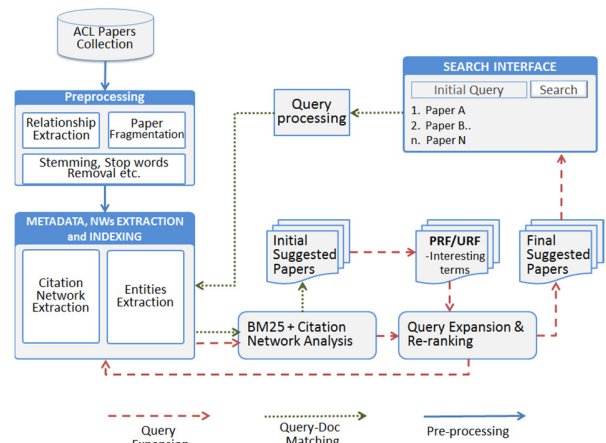 ACL Papers
Collection
Preprocessing
Relationship
Extraction
Paper
Fragmentation
Stemming, Stop words
Removal etc.
METADATA, NWs EXTRACTION
and INDEXING
Citation
Network
Extraction
Entities
Extraction
Query
processing
SEARCH INTERFACE
Initial Query
Search
1. Paper A
2. Paper B..
n. Paper N
Initial
Suggested
Papers
PRF/URF
-Interesting
terms
Final
Suggested
Papers
BM25 + Citation
Network Analysis
Query Expansion &
Re-ranking
Query
Expansion
Query-Doc
Matching
Pre-processing